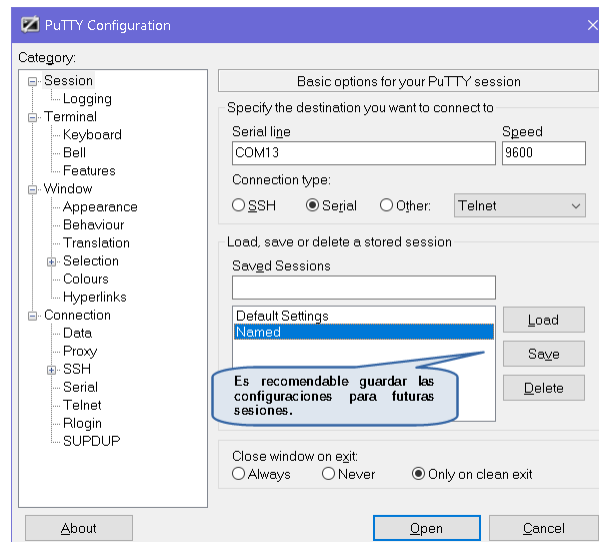 PuTTY Configuration
Category:
Session
Logging
Terminal
Keyboard
Bell
Features
Window
Appearance
Behaviour
Translation
Selection
Colours
Hyperlinks
Connection
Data
Proxy
SSH
Serial
Telnet
Rlogin
SUPDUP
Basic options for your PuTTY session
Specify the destination you want to connect to
Serial line Speed
COM13 9600
Connection type:
SSH Serial Other: Telnet
Load, save or delete a stored session
Saved Sessions
Default Settings
Named
Load
Save
Delete
Es recomendable guardar las
configuraciones para futuras
sesiones.
Close window on exit:
Always Never Only on clean exit
About Open Cancel